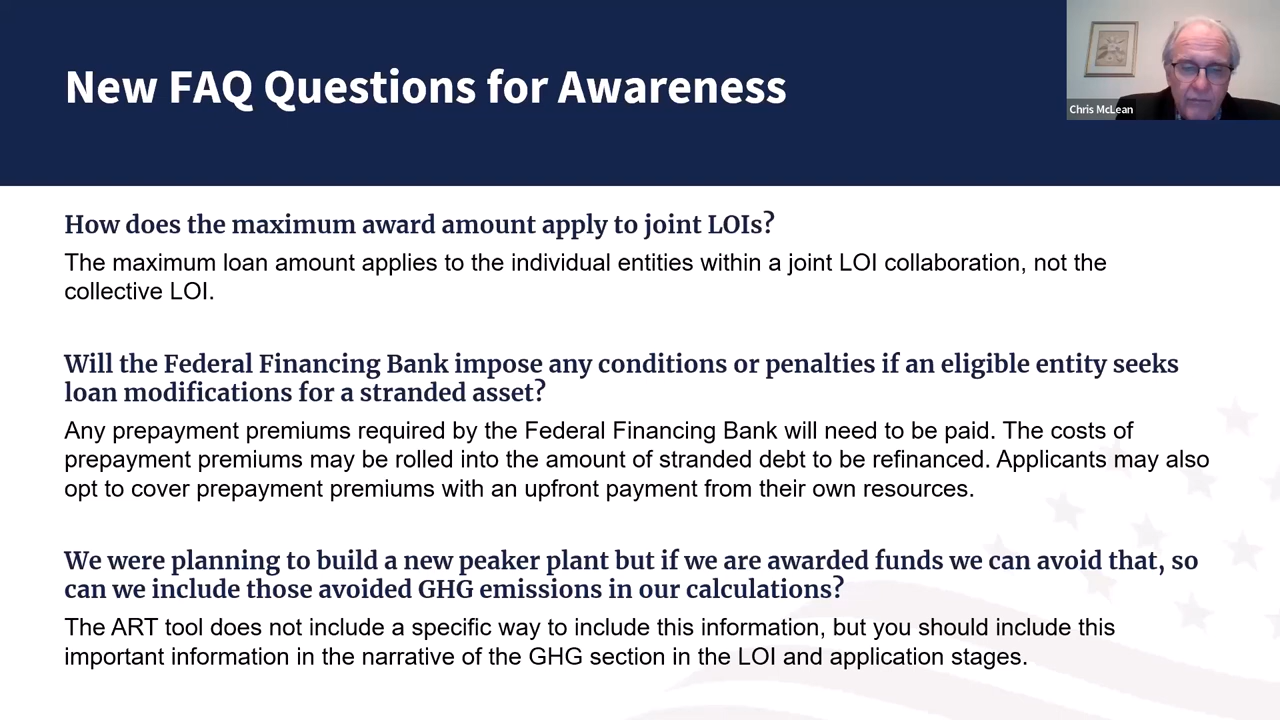 New FAQ Questions for Awareness
Chris McLean
How does the maximum award amount apply to joint LOIs?
The maximum loan amount applies to the individual entities within a joint LOI collaboration, not the
collective LOI.
Will the Federal Financing Bank impose any conditions or penalties if an eligible entity seeks
loan modifications for a stranded asset?
Any prepayment premiums required by the Federal Financing Bank will need to be paid. The costs of
prepayment premiums may be rolled into the amount of stranded debt to be refinanced. Applicants may also
opt to cover prepayment premiums with an upfront payment from their own resources.
We were planning to build a new peaker plant but if we are awarded funds we can avoid that, so
can we include those avoided GHG emissions in our calculations?
The ART tool does not include a specific way to include this information, but you should include this
important information in the narrative of the GHG section in the LOI and application stages.